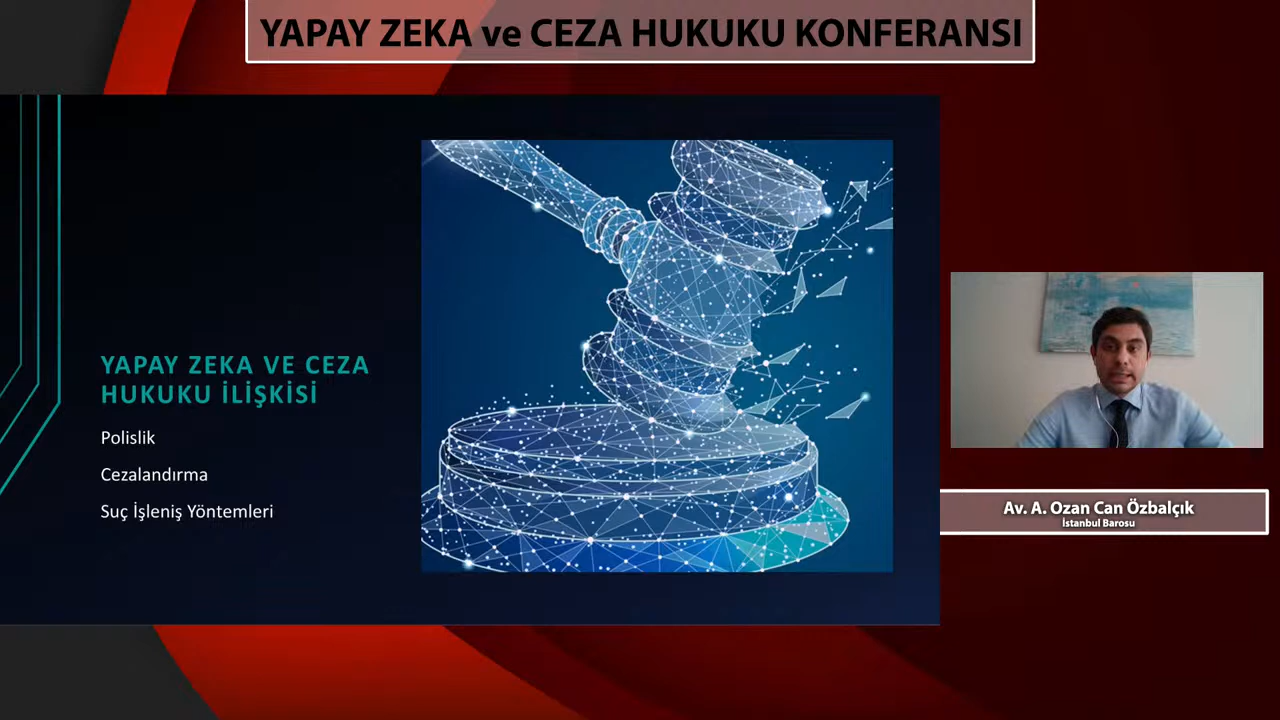 YAPAY ZEKA ve CEZA HUKUKU KONFERANSI
YAPAY ZEKA VE CEZA
HUKUKU İLİŞKİSİ
Polislik
Cezalandırma
Suç İşleniş Yöntemleri
Av. A. Ozan Can Özbalçık
İstanbul Barosu